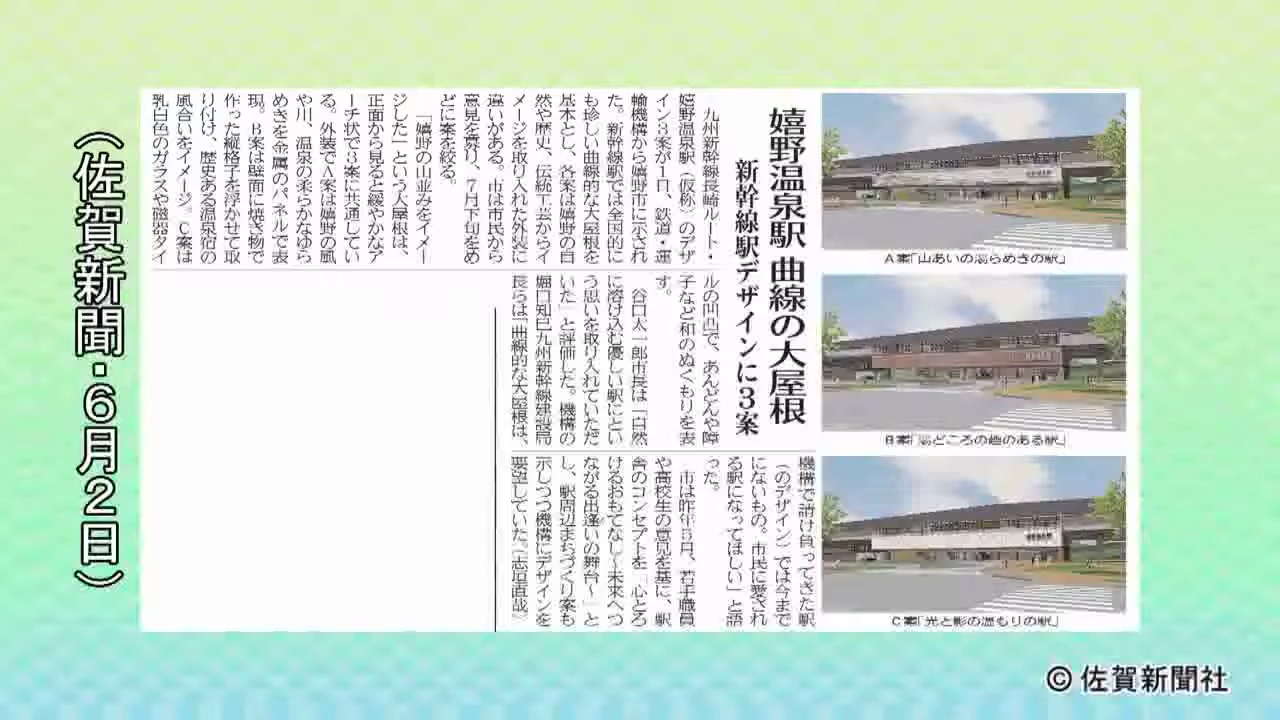 （佐賀新聞・６月２日）
嬉野温泉駅 曲線の大屋根
新幹線駅デザインに３案
九州新幹線長崎ルート・
嬉野温泉駅（仮称）のデザ
イン３案が１日、鉄道・運
輸機構から嬉野市に示され
た。新幹線駅では全国的に
も珍しい曲線的な大屋根を
基本とし、各案は嬉野の自
然や歴史、伝統工芸からイ
メージを取り入れた外装に
違いがある。市は市民から
意見を募り、７月下旬をめ
どに案を絞る。
「嬉野の山並みをイメー
ジした」という大屋根は、
正面から見ると緩やかなア
ーチ状で３案に共通してい
る。外装でＡ案は嬉野の風
や川、温泉の柔らかなゆら
めきを金属のパネルで表
現。Ｂ案は壁面に焼き物で
作った縦格子を浮かせて取
り付け、歴史ある温泉宿の
風合いをイメージ。Ｃ案は
乳白色のガラスや磁器タイ
ルの凹凸で、あんどんや障
子など和のぬくもりを表
す。
谷口太一郎市長は「自然
に溶け込む優しい駅にとい
う思いを取り入れていただ
いた」と評価した。機構の
堀口知巳九州新幹線建設局
長らは「曲線的な大屋根は、
機構で請け負ってきた駅
（のデザイン）では今まで
にないもの。市民に愛され
る駅になってほしい」と語
った。
市は昨年３月、若手職員
や高校生の意見を基に、駅
舎のコンセプトを「心とろ
けるおもてなし～未来へつ
ながる出逢いの舞台～」と
し、駅周辺まちづくり案も
示しつつ機構にデザインを
要望していた。（志垣直哉）
Ａ案「山あいの湯らめきの駅」
Ｂ案「湯どころの趣のある駅」
Ｃ案「光と影の温もりの駅」
© 佐賀新聞社